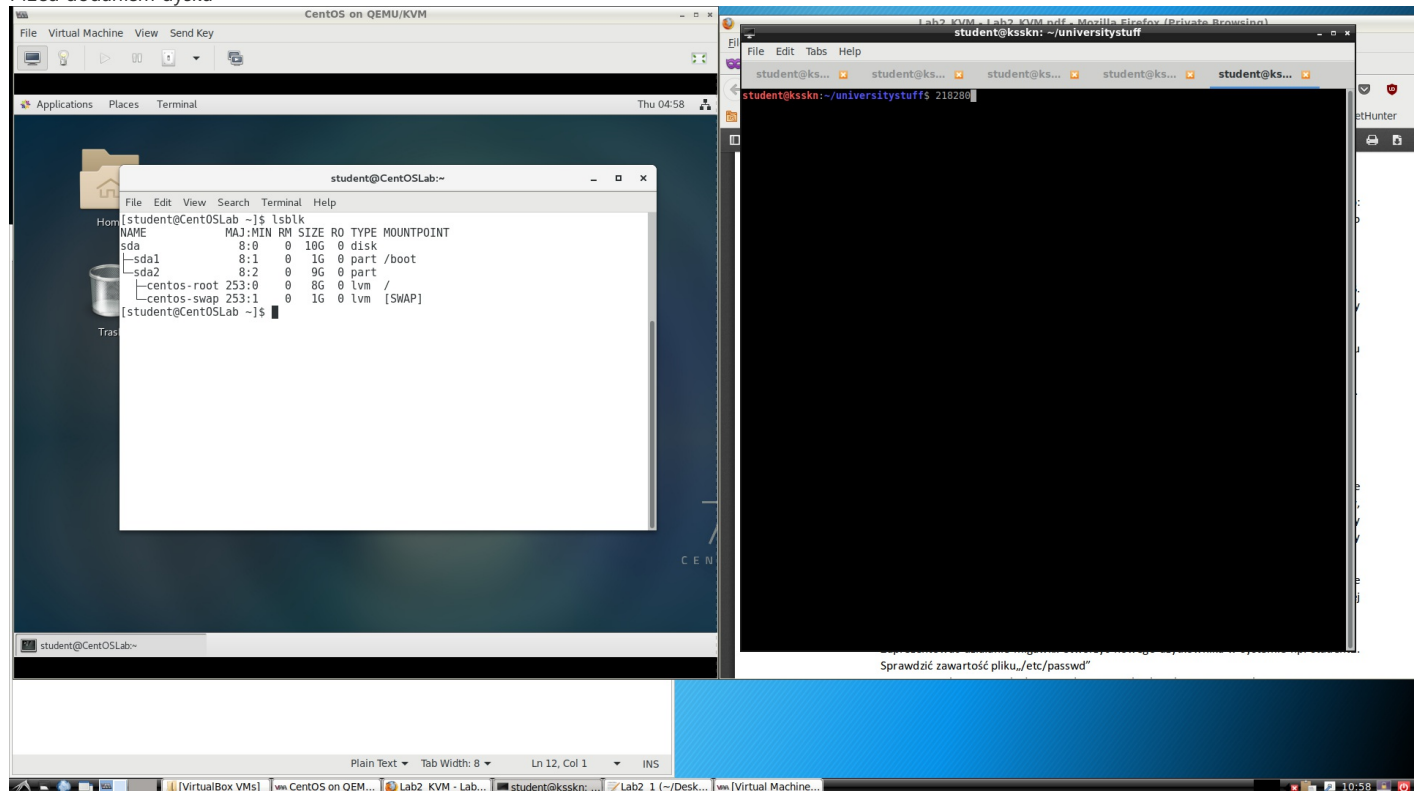 CentOS on QEMU/KVM
File Virtual Machine View Send Key
Applications Places Terminal
Thu 04:58
student@CentOSLab:~
File Edit View Search Terminal Help
[student@CentOSLab ~]$ lsblk
NAME MAJ:MIN RM SIZE RO TYPE MOUNTPOINT
sda 8:0 0 10G 0 disk
├─sda1 8:1 0 1G 0 part /boot
└─sda2 8:2 0 9G 0 part
├─centos-root 253:0 0 8G 0 lvm /
└─centos-swap 253:1 0 1G 0 lvm [SWAP]
[student@CentOSLab ~]$
Hom
Tras
7
CEN
student@CentOSLab:~
Lab2_KVM - Lab2_KVM.pdf - Mozilla Firefox (Private Browsing)
student@ksskn: ~/universitystuff
File Edit Tabs Help
student@ks... student@ks... student@ks... student@ks... student@ks...
student@ksskn:~/universitystuff$ 218280
etHunter
Sprawdzić zawartość pliku„/etc/passwd”
Plain Text Tab Width: 8 Ln 12, Col 1 INS
[VirtualBox VMs] CentOS on QEM... Lab2_KVM - Lab... student@ksskn: ... Lab2_1 (~/Desk... [Virtual Machine... 10:58